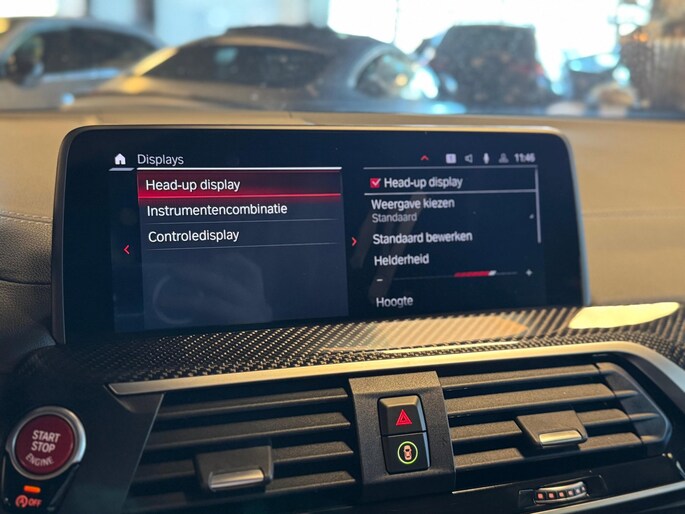 Displays
1 11:46
Head-up display
Instrumentencombinatie
Controledisplay
Head-up display
Weergave kiezen
Standaard
Standaard bewerken
Helderheid
- +
Hoogte
START
STOP
ENGINE
OFF